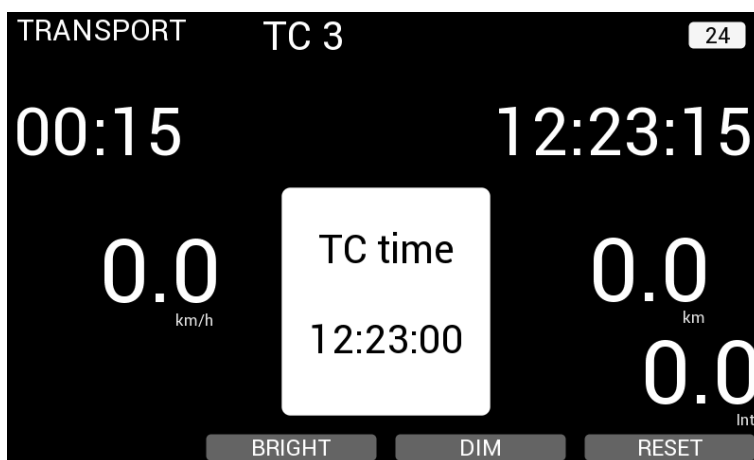 TRANSPORT TC 3 24
00:15 12:23:15
TC time
0.0 0.0
km/h km
12:23:00
0.0
Int
BRIGHT DIM RESET